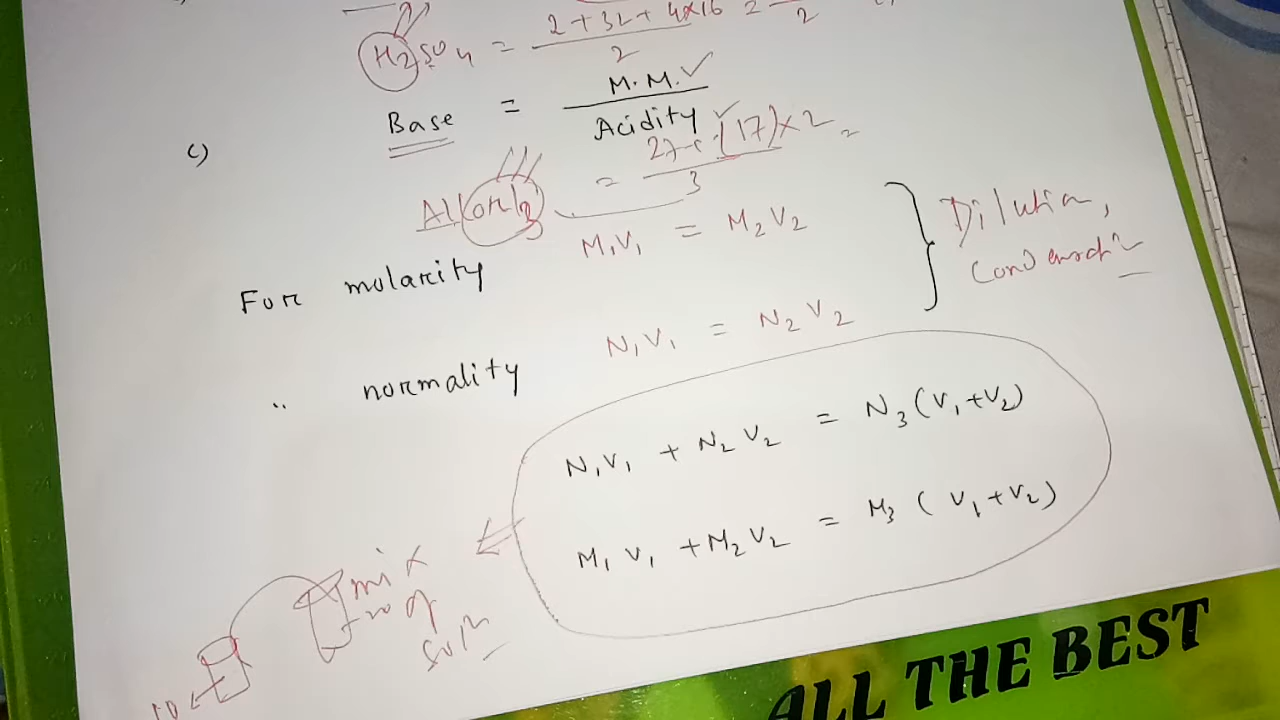 H2SO4 = 2 + 32 + 4×16 / 2 = / 2
c) Base = M.M. ✓ / Acidity ✓
Al(OH)3 = (17)×2 = / 3
For molarity M1V1 = M2V2
Dilution,
" normality N1V1 = N2V2
N1V1 + N2V2 = N3(V1+V2)
M1V1 + M2V2 = M3(V1+V2)
mix
of
soln
10
ALL THE BEST